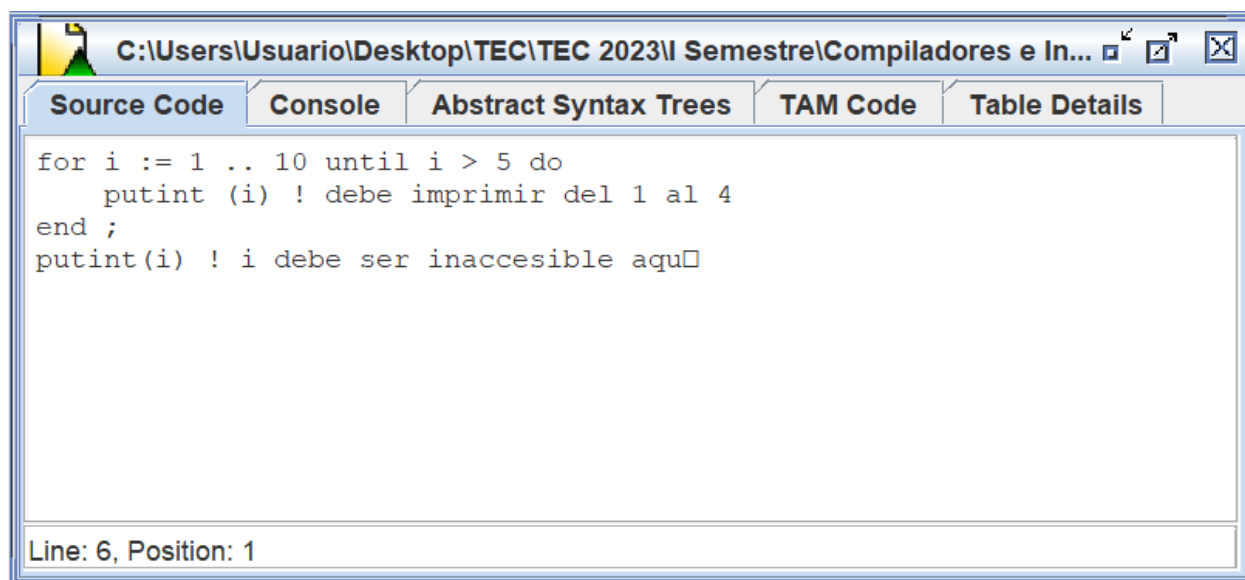 C:\Users\Usuario\Desktop\TEC\TEC 2023\I Semestre\Compiladores e In...
Source Code Console Abstract Syntax Trees TAM Code Table Details
for i := 1 .. 10 until i > 5 do
    putint (i) ! debe imprimir del 1 al 4
end ;
putint(i) ! i debe ser inaccesible aqu□
Line: 6, Position: 1